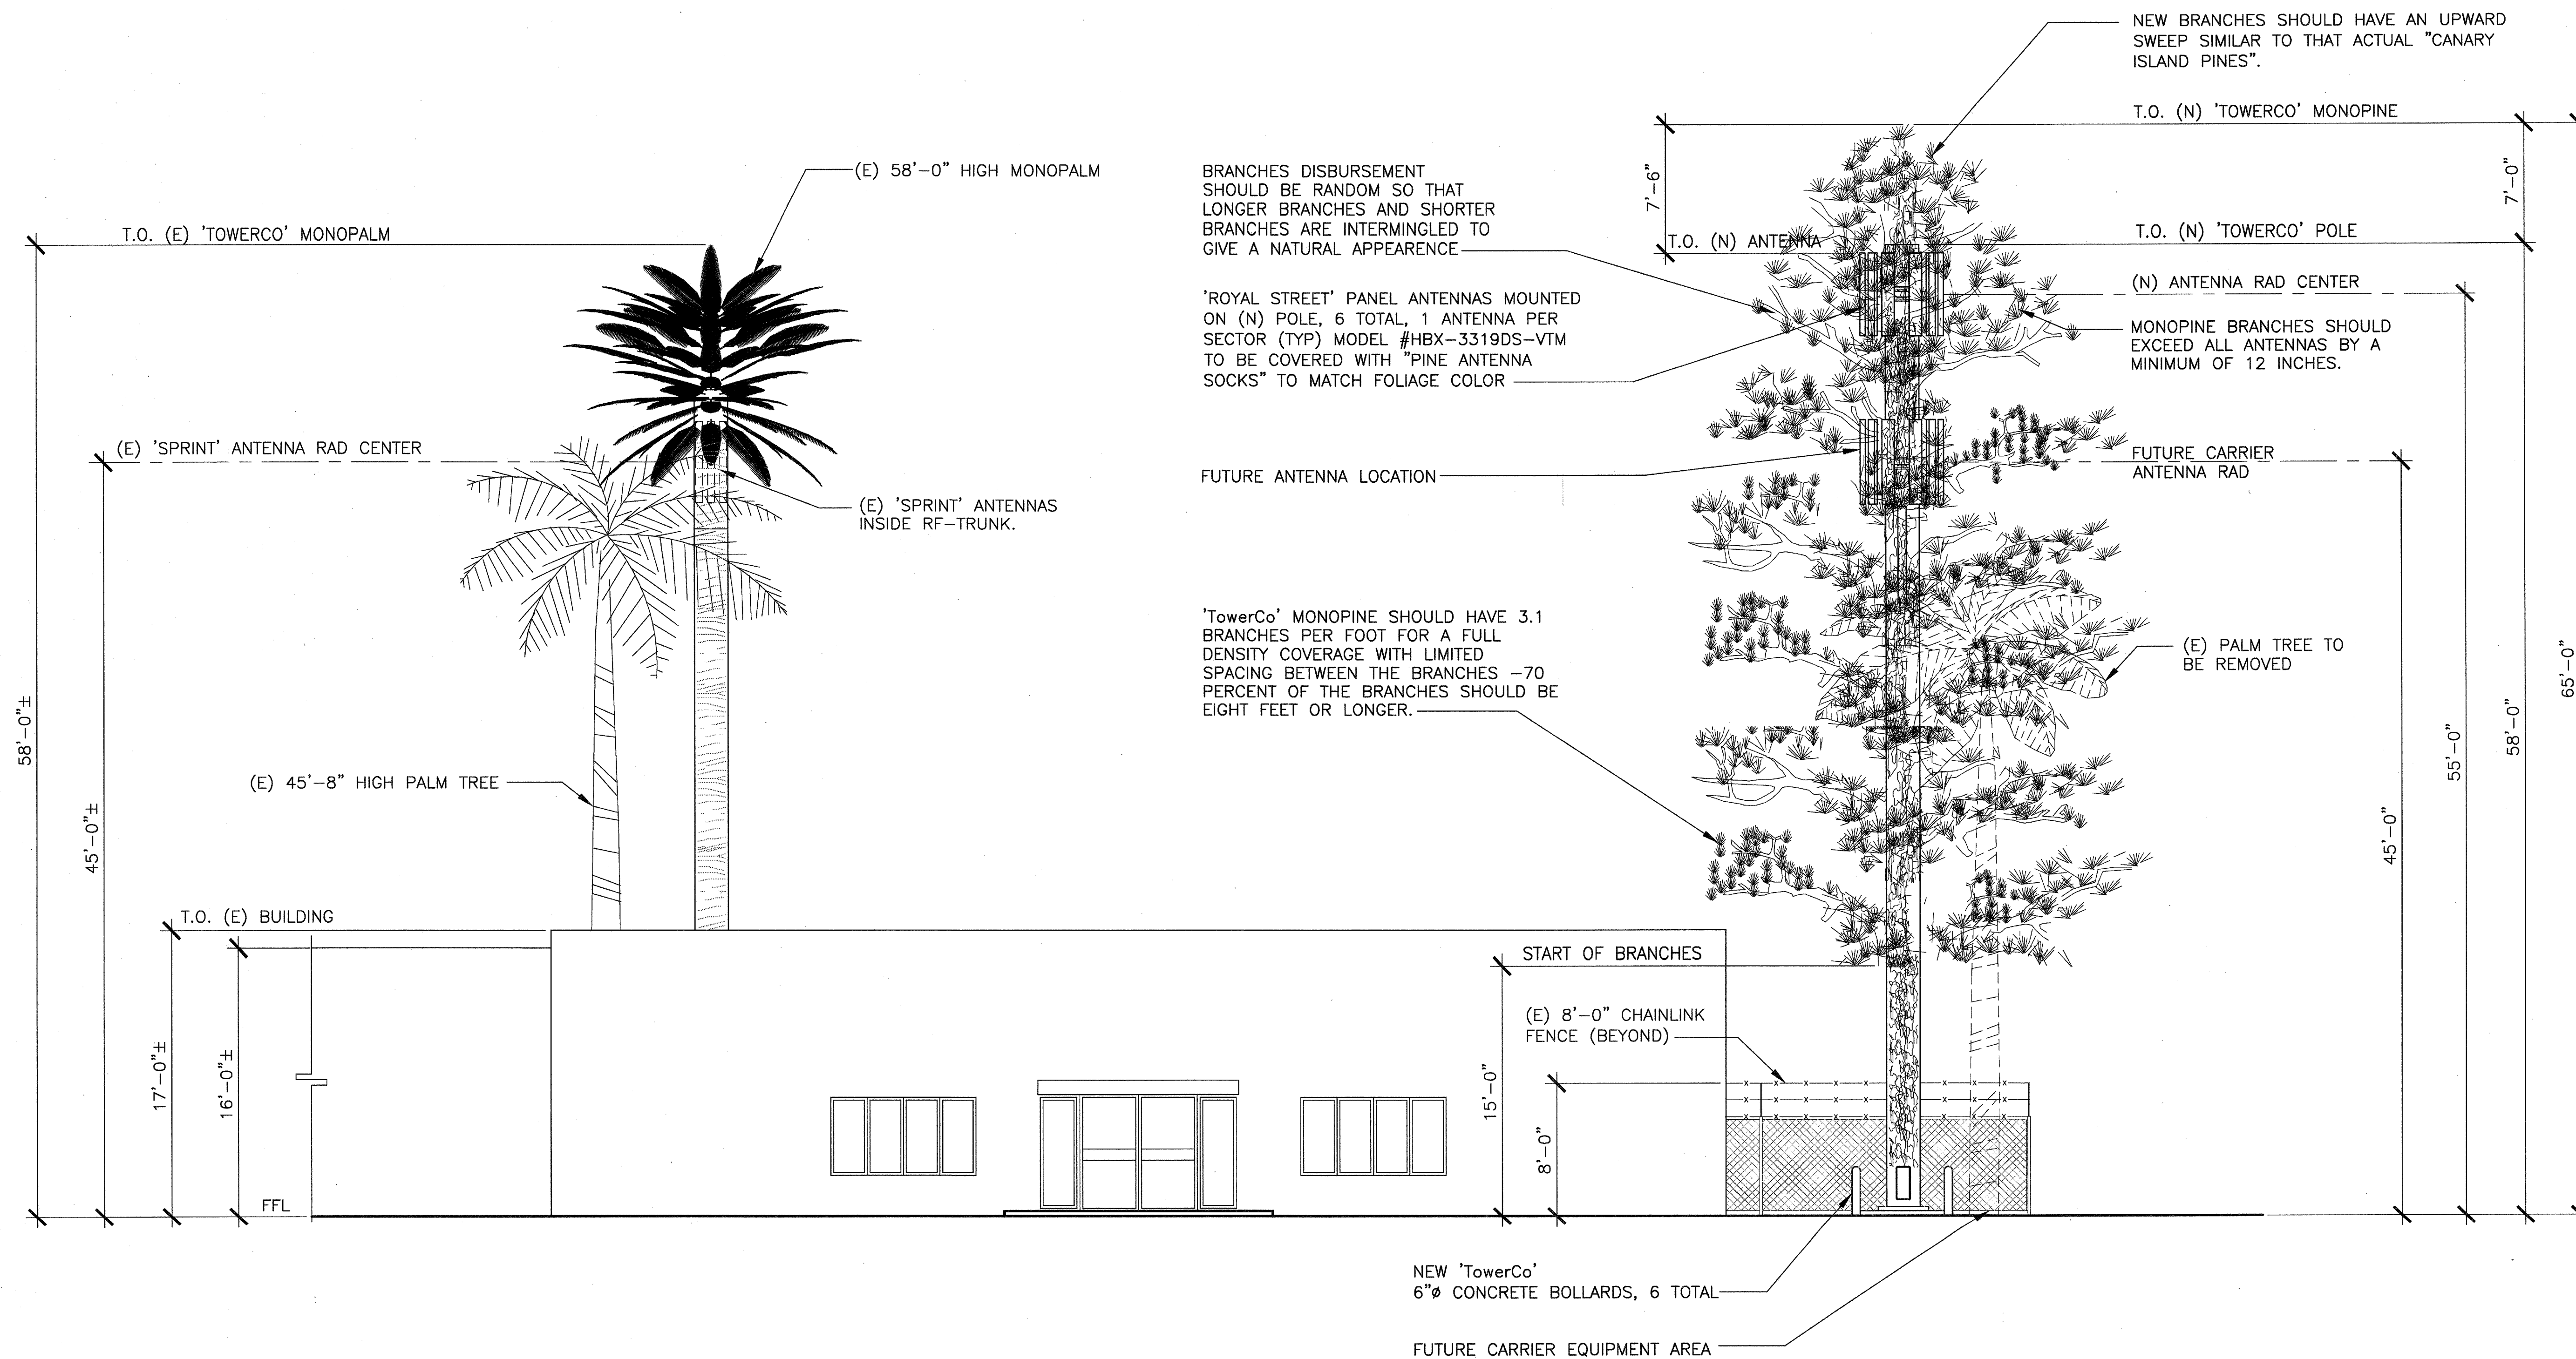 NEW BRANCHES SHOULD HAVE AN UPWARD
SWEEP SIMILAR TO THAT ACTUAL "CANARY
ISLAND PINES".
T.O. (N) 'TOWERCO' MONOPINE
(E) 58'-0" HIGH MONOPALM
T.O. (E) 'TOWERCO' MONOPALM
BRANCHES DISBURSEMENT
SHOULD BE RANDOM SO THAT
LONGER BRANCHES AND SHORTER
BRANCHES ARE INTERMINGLED TO
GIVE A NATURAL APPEARENCE
7'-6"
7'-0"
T.O. (N) ANTENNA
T.O. (N) 'TOWERCO' POLE
(N) ANTENNA RAD CENTER
'ROYAL STREET' PANEL ANTENNAS MOUNTED
ON (N) POLE, 6 TOTAL, 1 ANTENNA PER
SECTOR (TYP) MODEL #HBX-3319DS-VTM
TO BE COVERED WITH "PINE ANTENNA
SOCKS" TO MATCH FOLIAGE COLOR
MONOPINE BRANCHES SHOULD
EXCEED ALL ANTENNAS BY A
MINIMUM OF 12 INCHES.
(E) 'SPRINT' ANTENNA RAD CENTER
FUTURE ANTENNA LOCATION
FUTURE CARRIER
ANTENNA RAD
(E) 'SPRINT' ANTENNAS
INSIDE RF-TRUNK.
'TowerCo' MONOPINE SHOULD HAVE 3.1
BRANCHES PER FOOT FOR A FULL
DENSITY COVERAGE WITH LIMITED
SPACING BETWEEN THE BRANCHES -70
PERCENT OF THE BRANCHES SHOULD BE
EIGHT FEET OR LONGER.
(E) PALM TREE TO
BE REMOVED
58'-0"±
45'-0"±
(E) 45'-8" HIGH PALM TREE
45'-0"
55'-0"
58'-0"
65'-0"
T.O. (E) BUILDING
START OF BRANCHES
(E) 8'-0" CHAINLINK
FENCE (BEYOND)
17'-0"±
16'-0"±
15'-0"
8'-0"
FFL
x x x x x x x x
x x x x x x x x
x x x x x x x x
NEW 'TowerCo'
6"ø CONCRETE BOLLARDS, 6 TOTAL
FUTURE CARRIER EQUIPMENT AREA